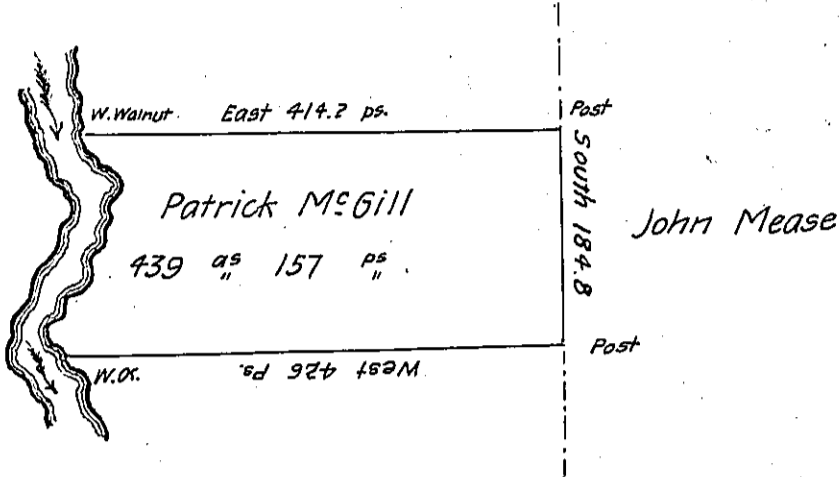 W. Walnut. East 414.2 ps. Post
South 184.8
Patrick McGill
John Mease
439 as 157 ps
Post
W.O.
West 426 Ps.